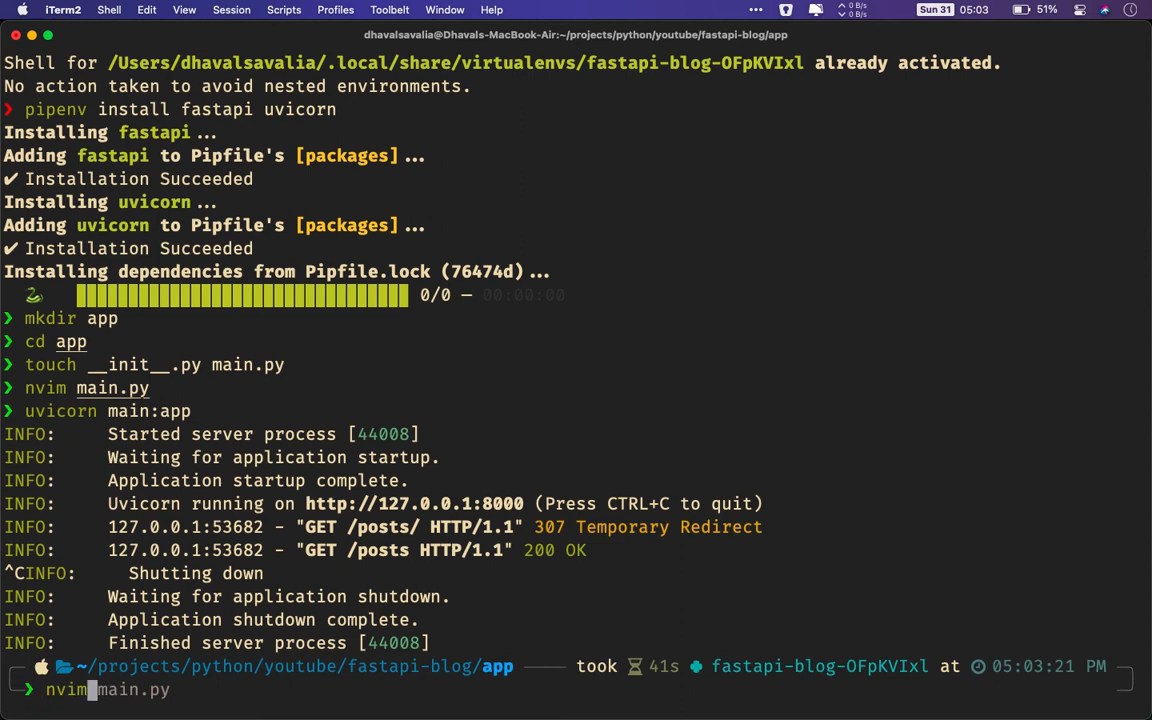 iTerm2 Shell Edit View Session Scripts Profiles Toolbelt Window Help ••• 0 B/s 0 B/s Sun 31 05:03 51%
dhavalsavalia@Dhavals-MacBook-Air:~/projects/python/youtube/fastapi-blog/app
Shell for /Users/dhavalsavalia/.local/share/virtualenvs/fastapi-blog-OFpKVIxl already activated.
No action taken to avoid nested environments.
❯ pipenv install fastapi uvicorn
Installing fastapi...
Adding fastapi to Pipfile's [packages]...
✔ Installation Succeeded
Installing uvicorn...
Adding uvicorn to Pipfile's [packages]...
✔ Installation Succeeded
Installing dependencies from Pipfile.lock (76474d)...
0/0 — 00:00:00
❯ mkdir app
❯ cd app
❯ touch __init__.py main.py
❯ nvim main.py
❯ uvicorn main:app
INFO: Started server process [44008]
INFO: Waiting for application startup.
INFO: Application startup complete.
INFO: Uvicorn running on http://127.0.0.1:8000 (Press CTRL+C to quit)
INFO: 127.0.0.1:53682 - "GET /posts/ HTTP/1.1" 307 Temporary Redirect
INFO: 127.0.0.1:53682 - "GET /posts HTTP/1.1" 200 OK
^CINFO: Shutting down
INFO: Waiting for application shutdown.
INFO: Application shutdown complete.
INFO: Finished server process [44008]
~/projects/python/youtube/fastapi-blog/app took 41s fastapi-blog-OFpKVIxl at 05:03:21 PM
❯ nvim main.py